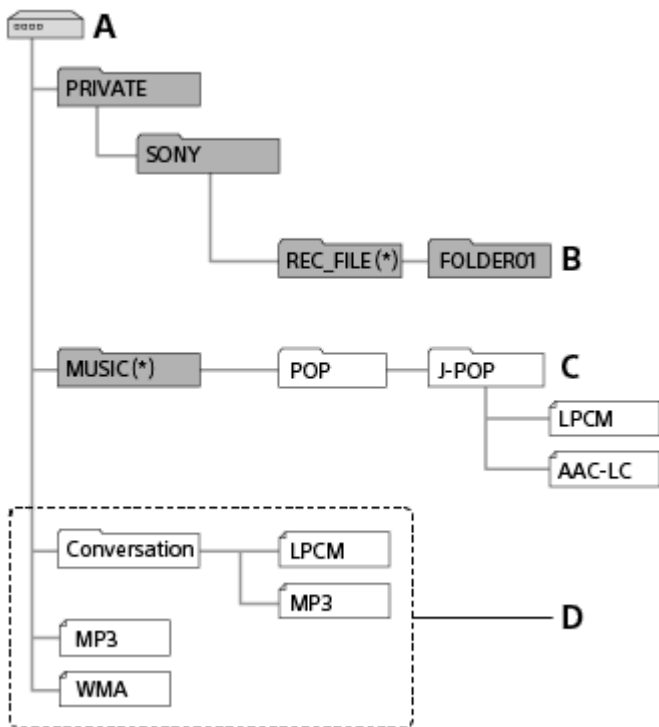 A
PRIVATE
SONY
REC_FILE(*) FOLDER01 B
MUSIC(*) POP J-POP C
LPCM
AAC-LC
Conversation LPCM
MP3
D
MP3
WMA